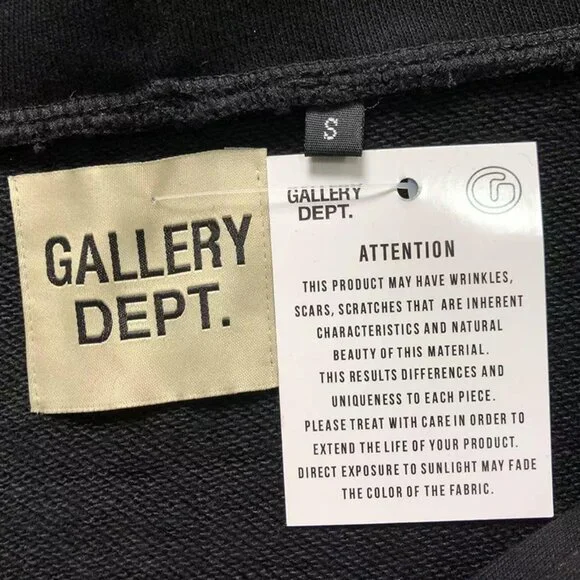 S
GALLERY
DEPT.
GALLERY
DEPT.
G
ATTENTION
THIS PRODUCT MAY HAVE WRINKLES,
SCARS, SCRATCHES THAT ARE INHERENT
CHARACTERISTICS AND NATURAL
BEAUTY OF THIS MATERIAL.
THIS RESULTS DIFFERENCES AND
UNIQUENESS TO EACH PIECE.
PLEASE TREAT WITH CARE IN ORDER TO
EXTEND THE LIFE OF YOUR PRODUCT.
DIRECT EXPOSURE TO SUNLIGHT MAY FADE
THE COLOR OF THE FABRIC.